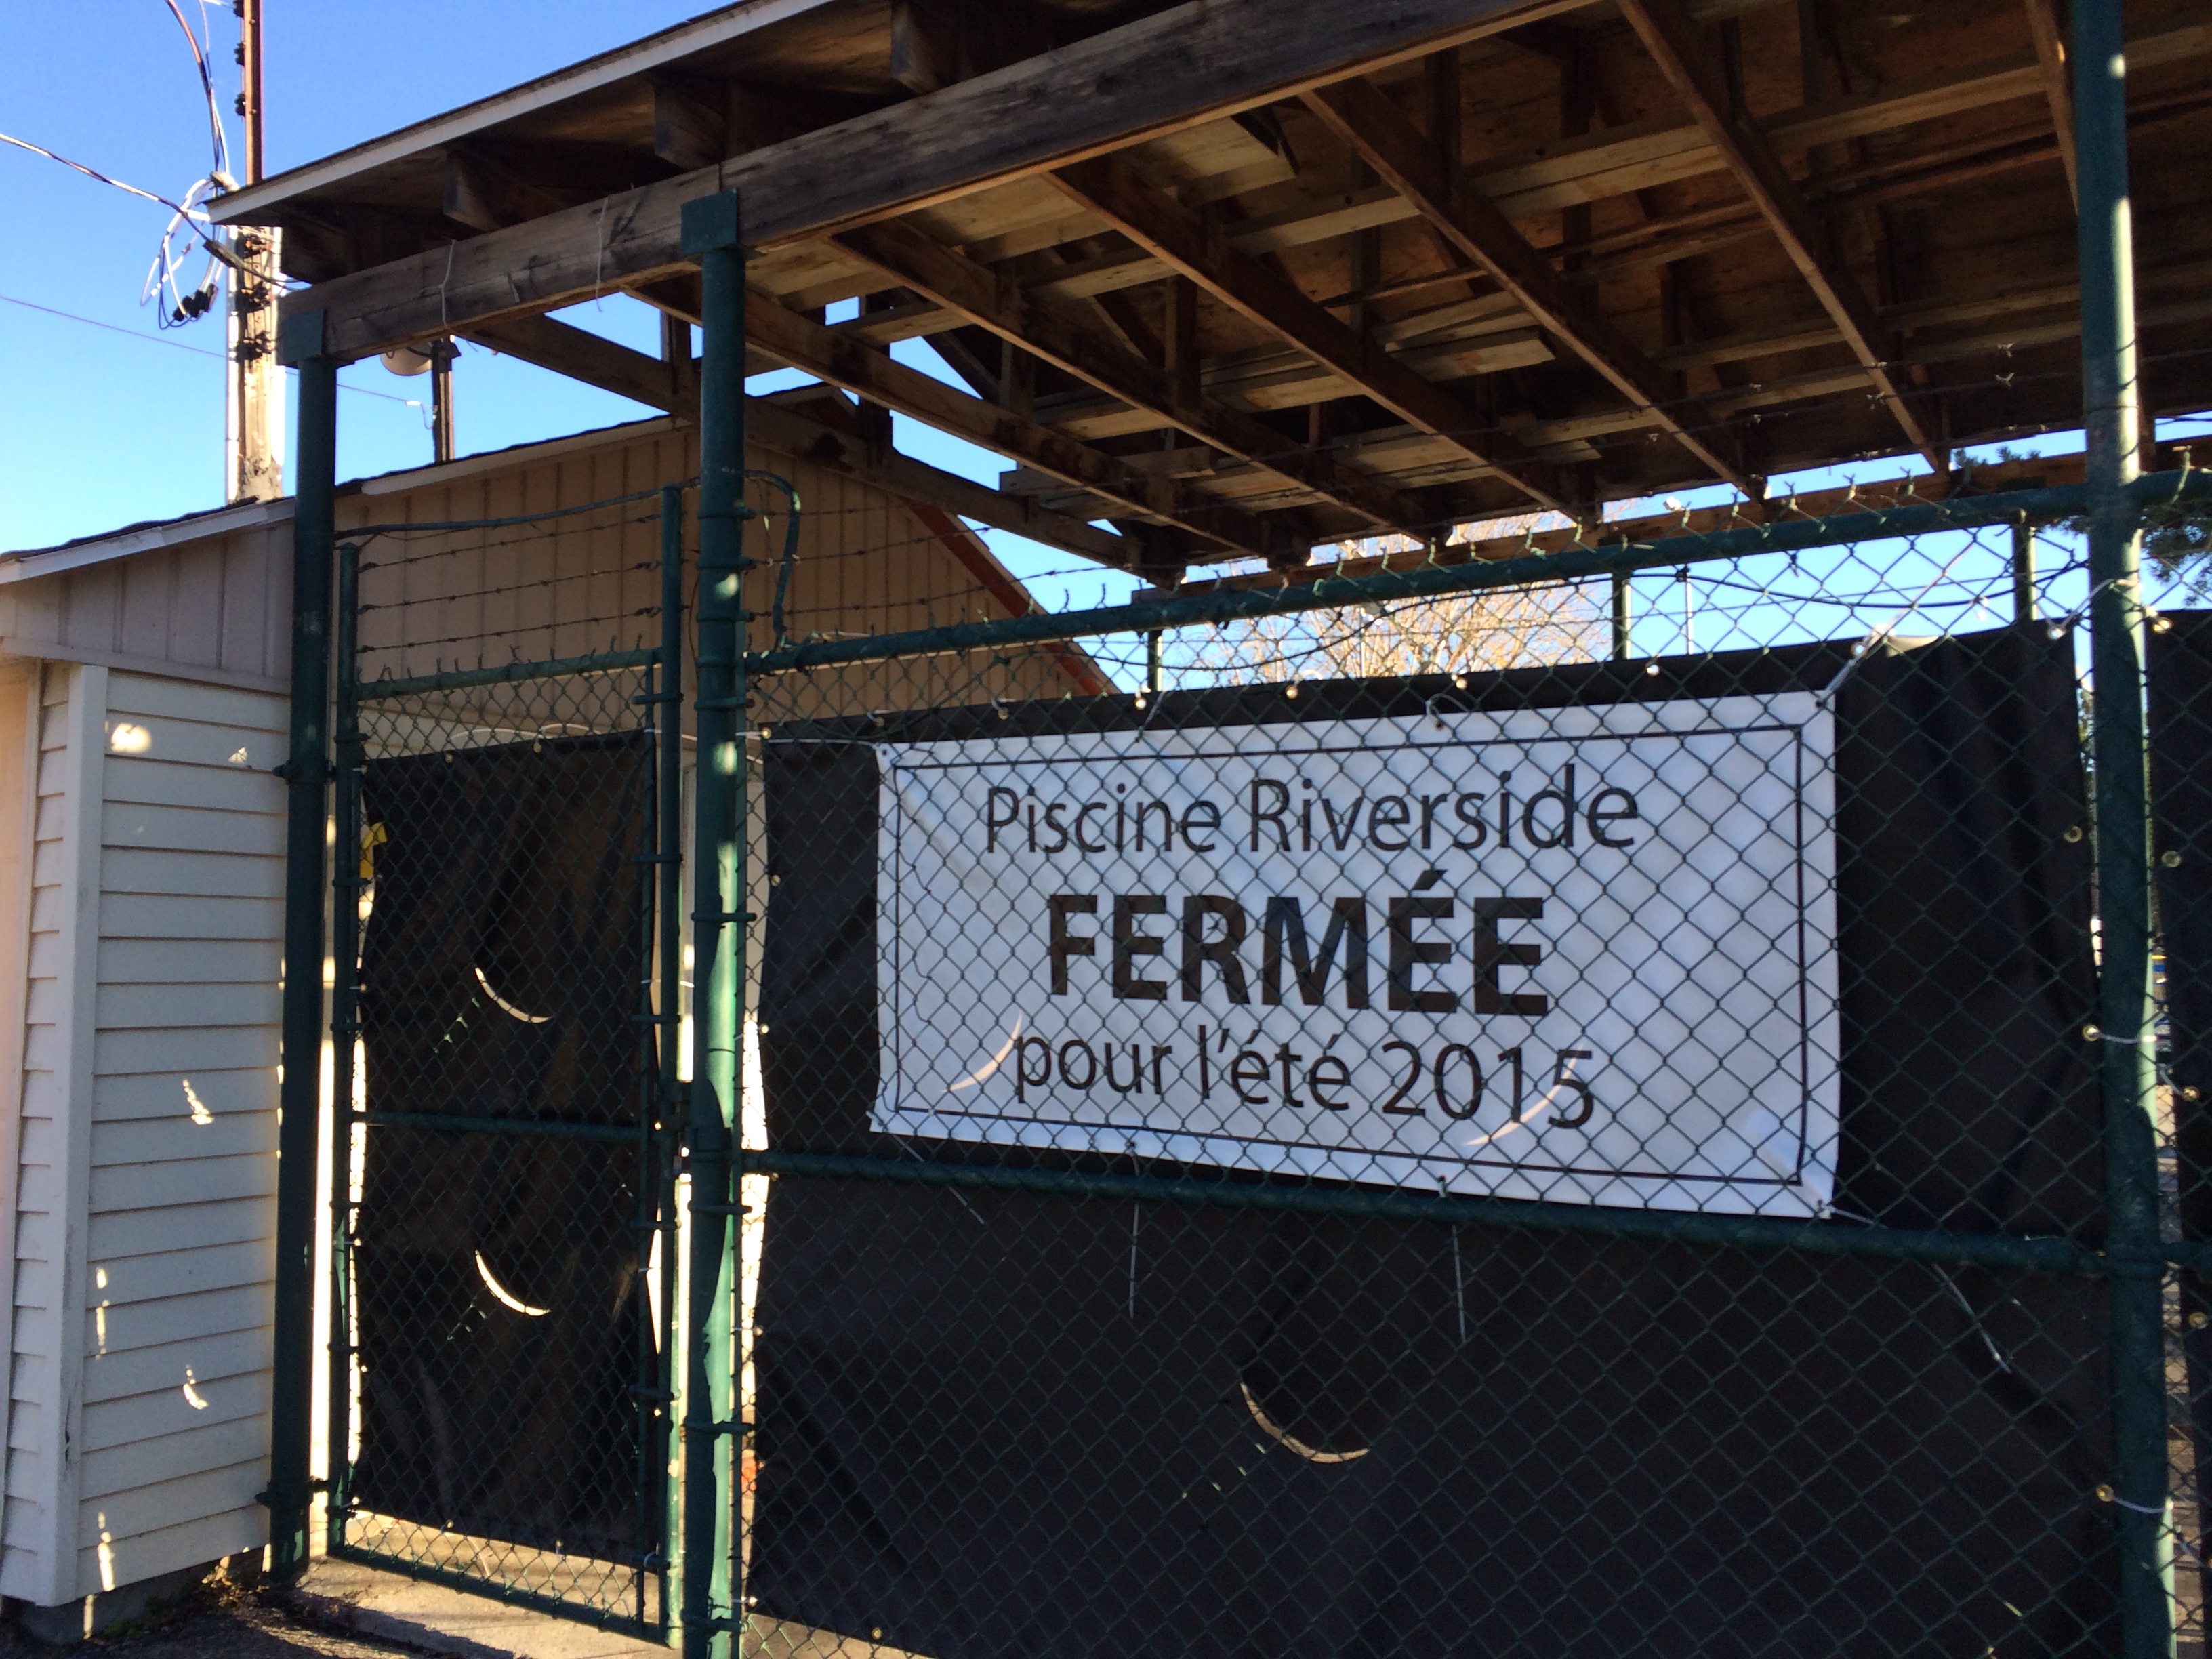 Piscine Riverside
FERMÉE
pour l'été 2015